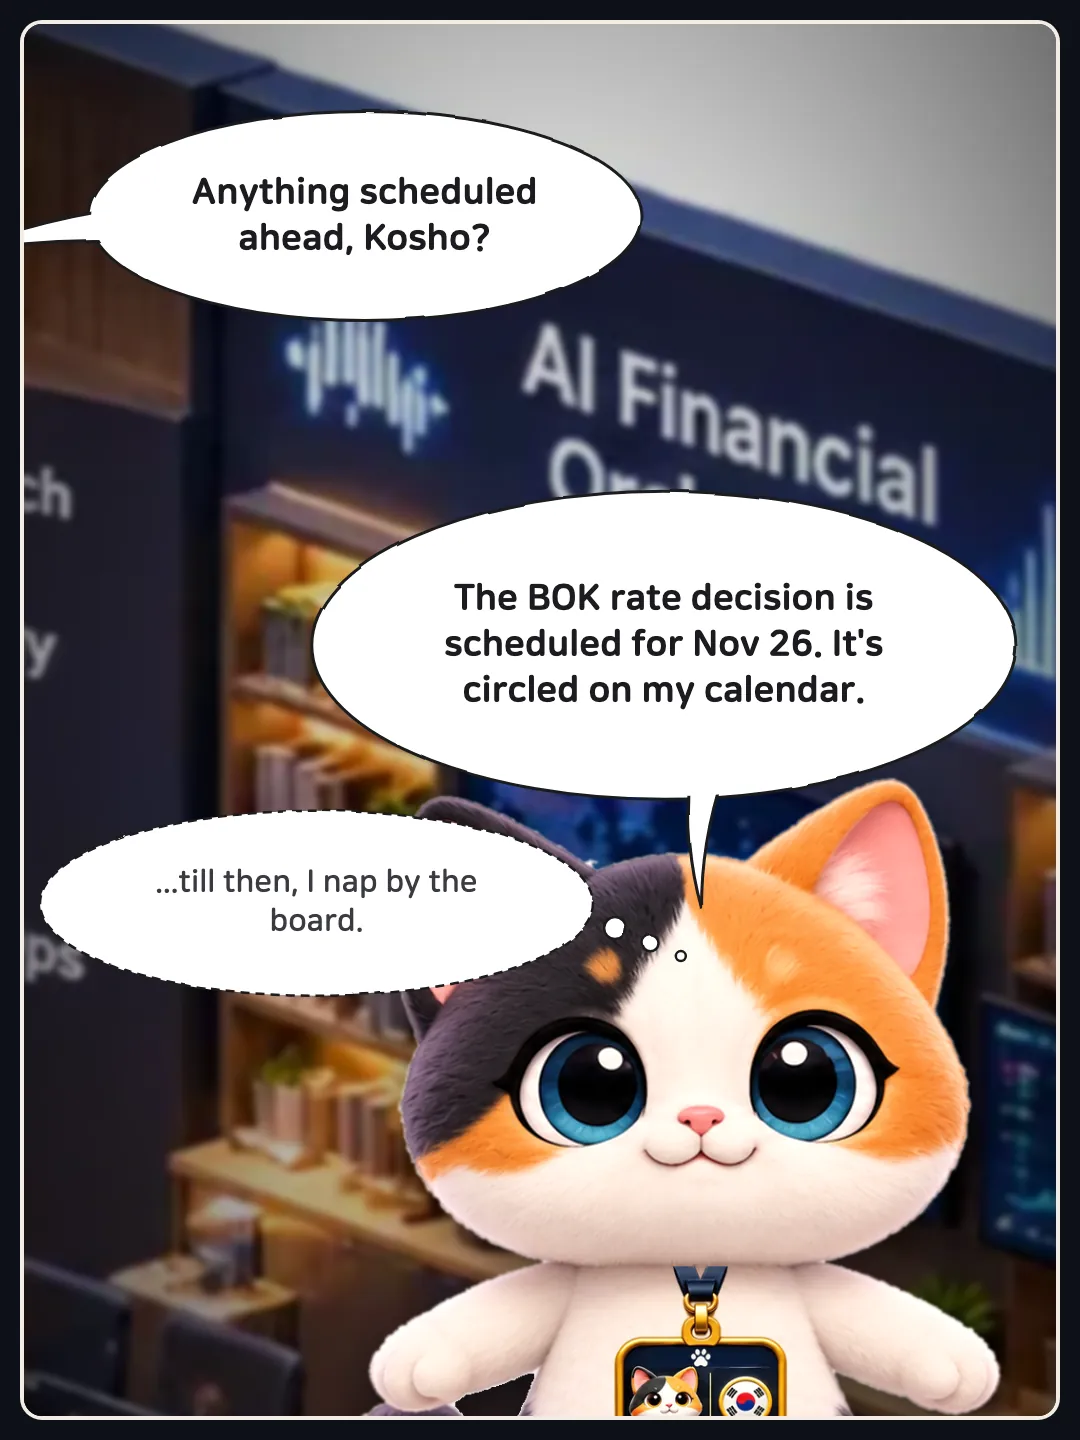 Anything scheduled
ahead, Kosho?
AI Financial
The BOK rate decision is
scheduled for Nov 26. It's
circled on my calendar.
...till then, I nap by the
board.